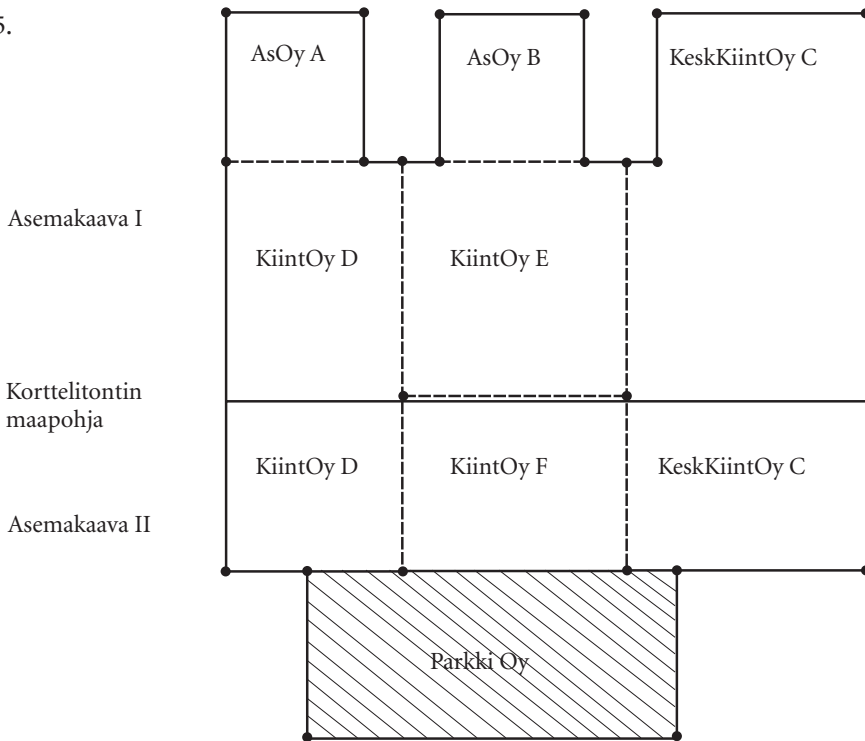 5.
AsOy A
AsOy B
KeskKiintOy C
Asemakaava I
KiintOy D
KiintOy E
Korttelitontin
maapohja
KiintOy D
KiintOy F
KeskKiintOy C
Asemakaava II
Parkki Oy